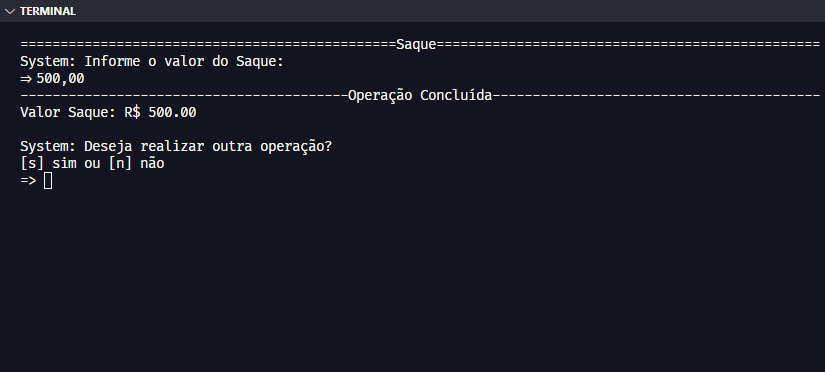 TERMINAL
===============================================Saque================================================
System: Informe o valor do Saque:
=> 500,00
-----------------------------------------Operação Concluída-----------------------------------------
Valor Saque: R$ 500.00
System: Deseja realizar outra operação?
[s] sim ou [n] não
=>